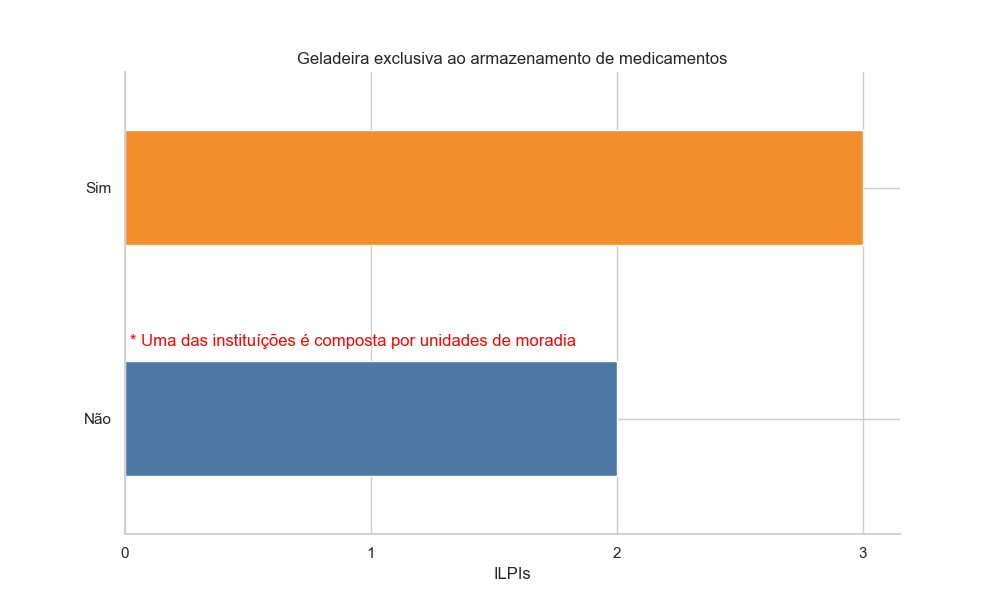 Geladeira exclusiva ao armazenamento de medicamentos
Sim
* Uma das instituíções é composta por unidades de moradia
Não
0 1 2 3
ILPIs